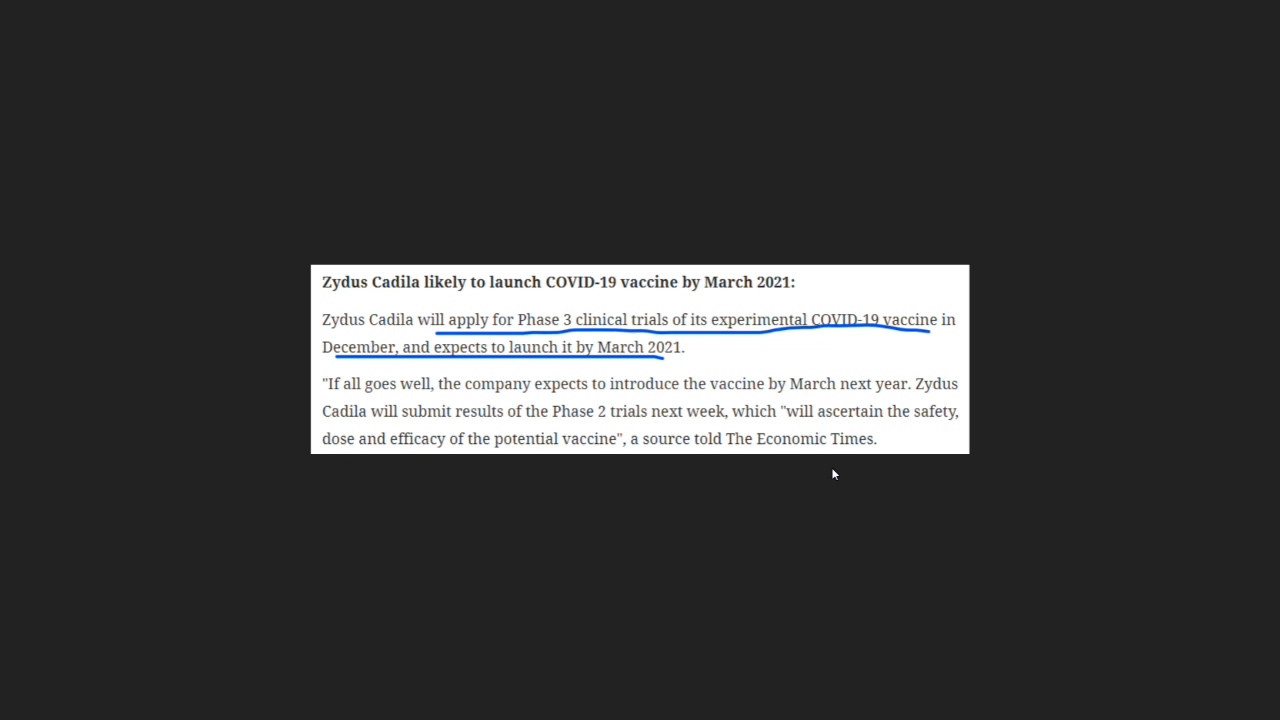 Zydus Cadila likely to launch COVID-19 vaccine by March 2021:
Zydus Cadila will apply for Phase 3 clinical trials of its experimental COVID-19 vaccine in
December, and expects to launch it by March 2021.
"If all goes well, the company expects to introduce the vaccine by March next year. Zydus
Cadila will submit results of the Phase 2 trials next week, which "will ascertain the safety,
dose and efficacy of the potential vaccine", a source told The Economic Times.